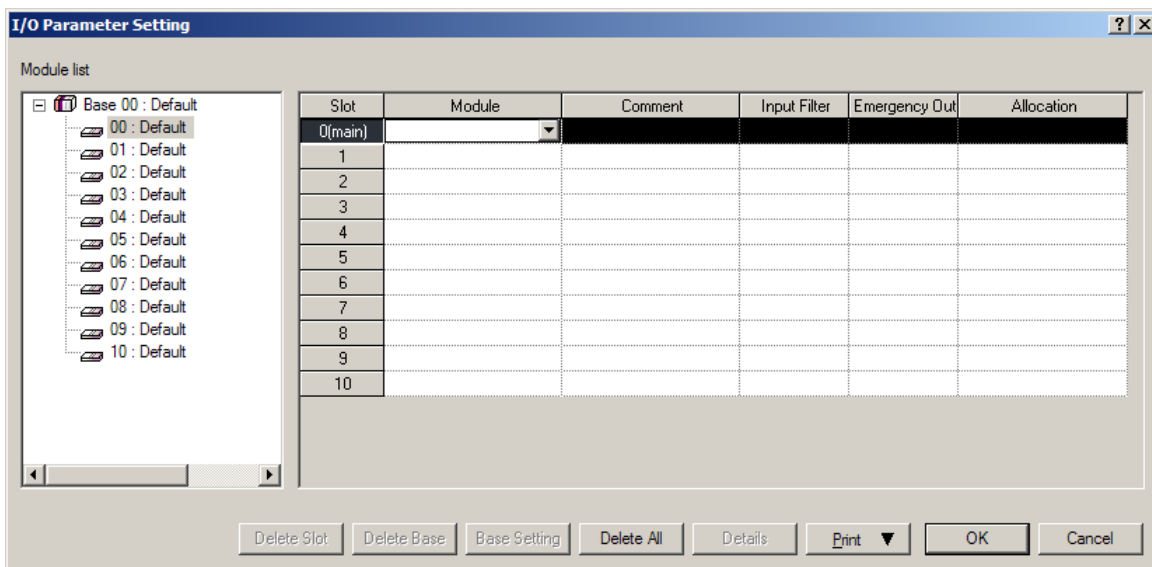 I/O Parameter Setting
Module list
Base 00 : Default
00 : Default
01 : Default
02 : Default
03 : Default
04 : Default
05 : Default
06 : Default
07 : Default
08 : Default
09 : Default
10 : Default
Slot Module Comment Input Filter Emergency Out Allocation
0(main)
1
2
3
4
5
6
7
8
9
10
Delete Slot Delete Base Base Setting Delete All Details Print ▼ OK Cancel